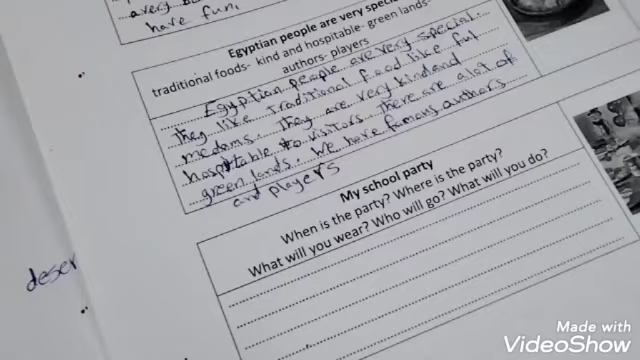 a very
have fun.
Egyptian people are very spec
traditional foods- kind and hospitable- green lands-
authors- players
Egyptian people are very special.
They like traditional food like ful
medams. They are very kind and
hospitable to visitors. There are a lot of
green lands. We have famous authors
and players
My school party
When is the party? Where is the party?
What will you wear? Who will go? What will you do?
deser
Made with
VideoShow